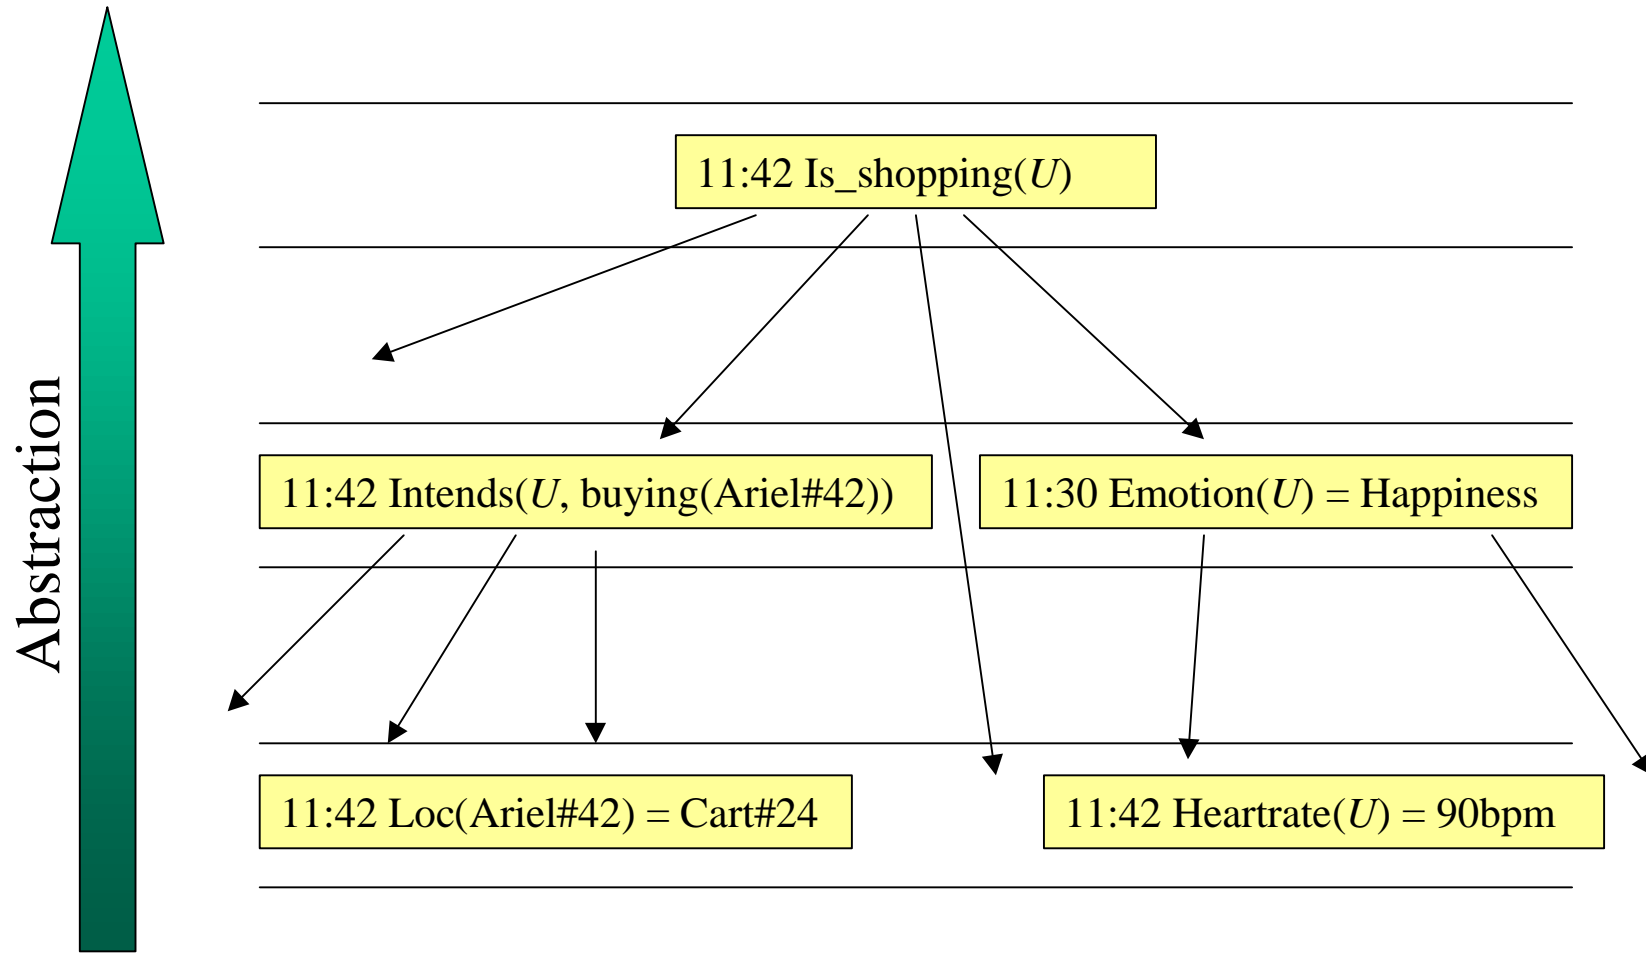 Abstraction
11:42 Is_shopping(U)
11:42 Intends(U, buying(Ariel#42))
11:30 Emotion(U) = Happiness
11:42 Loc(Ariel#42) = Cart#24
11:42 Heartrate(U) = 90bpm